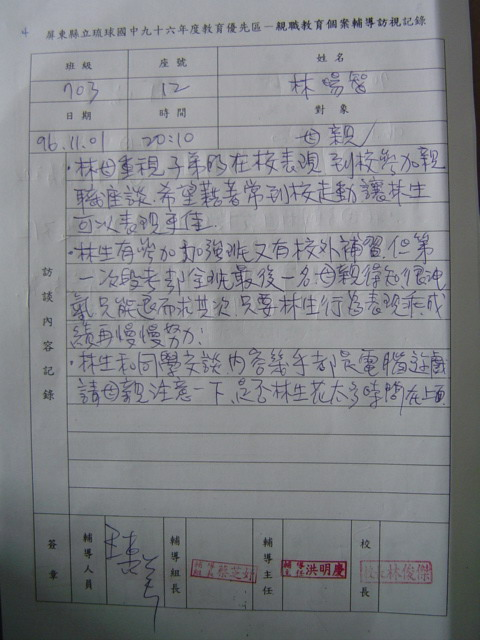 4
屏東縣立琉球國中九十六年度教育優先區－親職教育個案輔導訪視記錄
班級 座號 姓名
703 12 林暘智
日期 時間 對象
96.11.01 20:10 母親
訪談內容記錄
·林母重視子弟的在校表現,到校參加親
職座談.希望藉著常到校走動讓林生
可以表現更佳.
·林生有參加加強班又有校外補習.但第
一次段考卻全班最後一名.母親得知很洩
氣只能退而求其次.只要林生行為表現乖,成
績再慢慢努力.
·林生和同學交談,內容幾乎都是電腦遊戲
請母親注意一下,是否林生花太多時間在上頭
簽章 輔導人員 輔導組長 輔導主任 洪明慶 校長 林俊傑